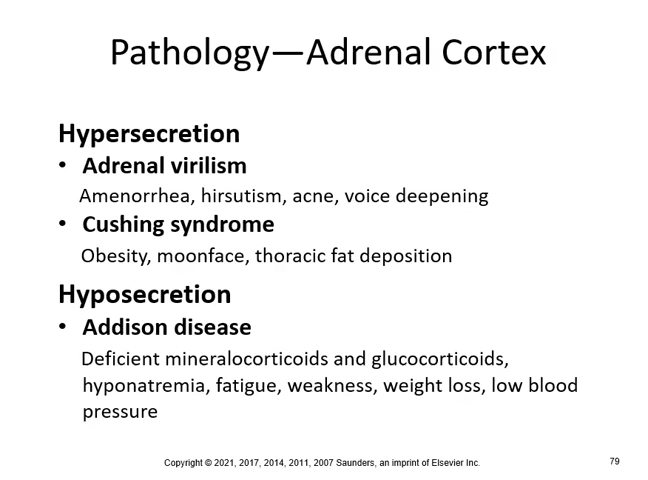 Pathology—Adrenal Cortex
Hypersecretion
• Adrenal virilism
Amenorrhea, hirsutism, acne, voice deepening
• Cushing syndrome
Obesity, moonface, thoracic fat deposition
Hyposecretion
• Addison disease
Deficient mineralocorticoids and glucocorticoids,
hyponatremia, fatigue, weakness, weight loss, low blood
pressure
Copyright © 2021, 2017, 2014, 2011, 2007 Saunders, an imprint of Elsevier Inc.
79